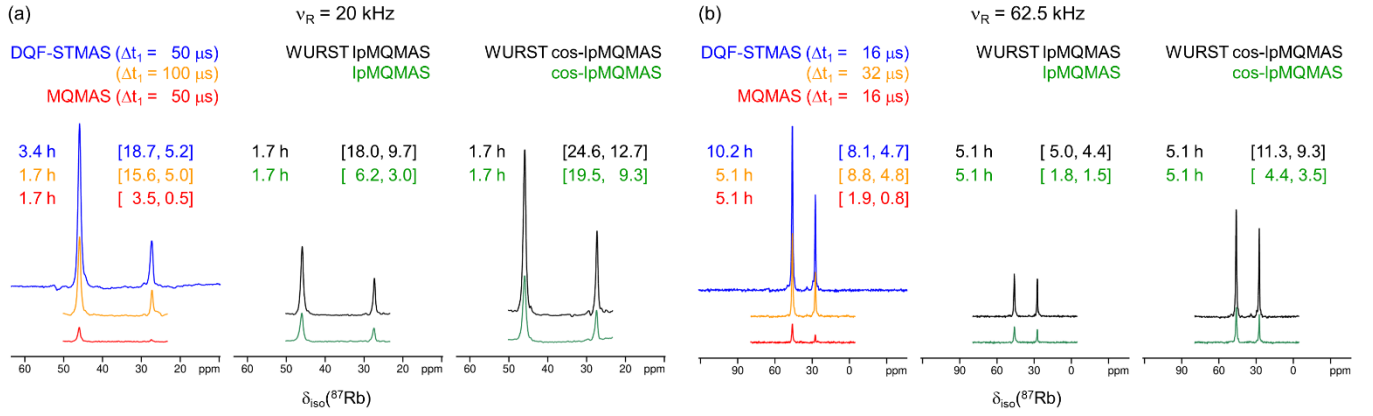 (a)
ν_R = 20 kHz
DQF-STMAS (Δt₁ = 50 μs)
(Δt₁ = 100 μs)
MQMAS (Δt₁ = 50 μs)
WURST lpMQMAS
lpMQMAS
WURST cos-lpMQMAS
cos-lpMQMAS
3.4 h [18.7, 5.2]
1.7 h [15.6, 5.0]
1.7 h [ 3.5, 0.5]
1.7 h [18.0, 9.7]
1.7 h [ 6.2, 3.0]
1.7 h [24.6, 12.7]
1.7 h [19.5, 9.3]
60 40 20 ppm
60 40 20 ppm
60 40 20 ppm
δ_iso(⁸⁷Rb)
(b)
ν_R = 62.5 kHz
DQF-STMAS (Δt₁ = 16 μs)
(Δt₁ = 32 μs)
MQMAS (Δt₁ = 16 μs)
WURST lpMQMAS
lpMQMAS
WURST cos-lpMQMAS
cos-lpMQMAS
10.2 h [ 8.1, 4.7]
5.1 h [ 8.8, 4.8]
5.1 h [ 1.9, 0.8]
5.1 h [ 5.0, 4.4]
5.1 h [ 1.8, 1.5]
5.1 h [11.3, 9.3]
5.1 h [ 4.4, 3.5]
90 60 30 0 ppm
90 60 30 0 ppm
90 60 30 0 ppm
δ_iso(⁸⁷Rb)